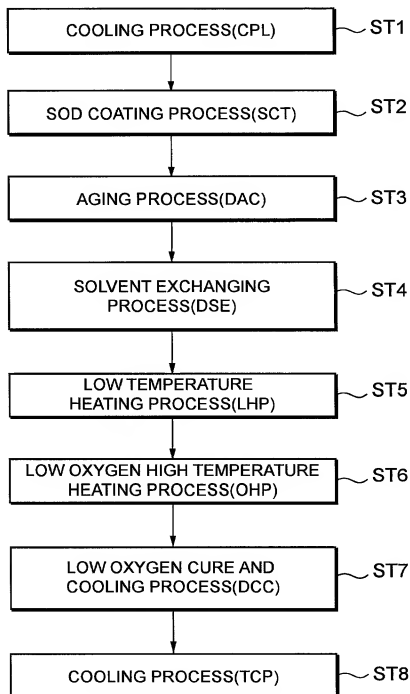 COOLING PROCESS(CPL) ST1
SOD COATING PROCESS(SCT) ST2
AGING PROCESS(DAC) ST3
SOLVENT EXCHANGING
PROCESS(DSE) ST4
LOW TEMPERATURE
HEATING PROCESS(LHP) ST5
LOW OXYGEN HIGH TEMPERATURE
HEATING PROCESS(OHP) ST6
LOW OXYGEN CURE AND
COOLING PROCESS(DCC) ST7
COOLING PROCESS(TCP) ST8